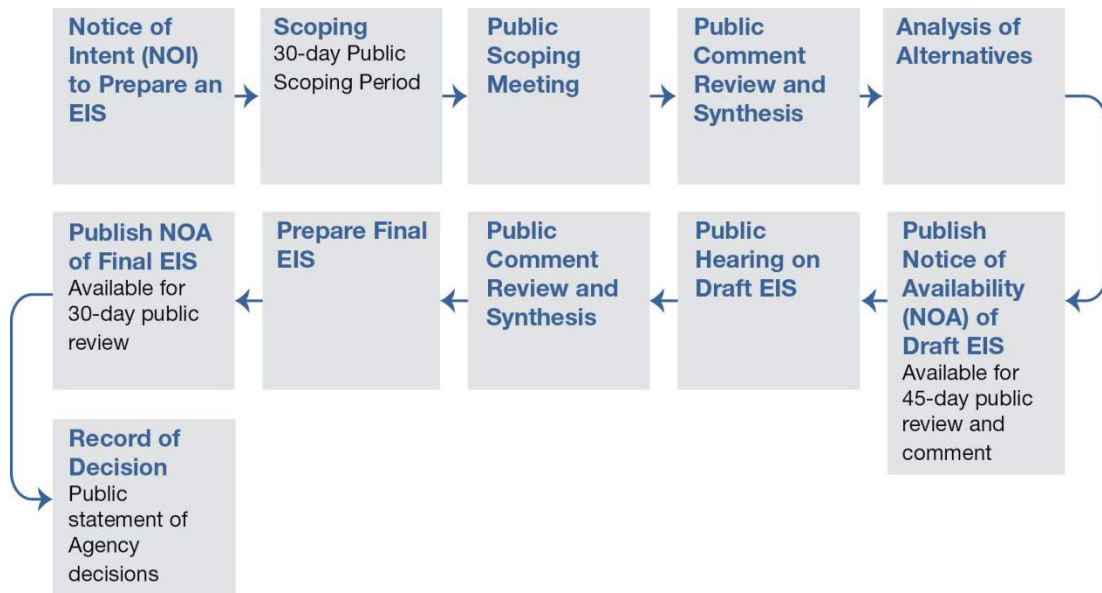 Notice of
Intent (NOI)
to Prepare an
EIS
Scoping
30-day Public
Scoping Period
Public
Scoping
Meeting
Public
Comment
Review and
Synthesis
Analysis of
Alternatives
Publish Notice of
Availability
(NOA) of
Draft EIS
Available for
45-day public
review and
comment
Public
Hearing on
Draft EIS
Public
Comment
Review and
Synthesis
Prepare Final
EIS
Publish NOA
of Final EIS
Available for
30-day public
review
Record of
Decision
Public
statement of
Agency
decisions